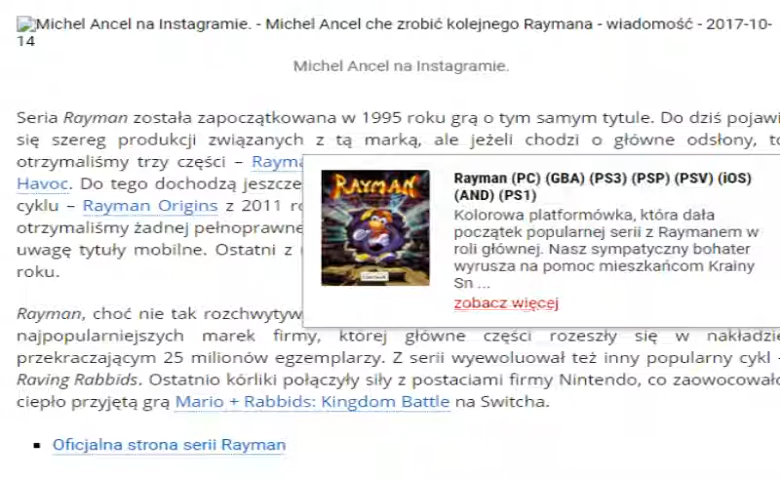 Michel Ancel na Instagramie. - Michel Ancel che zrobić kolejnego Raymana - wiadomość - 2017-10-
14
Michel Ancel na Instagramie.
Seria Rayman została zapoczątkowana w 1995 roku grą o tym samym tytule. Do dziś pojawi
się szereg produkcji związanych z tą marką, ale jeżeli chodzi o główne odsłony, to
otrzymaliśmy trzy części –
Havoc. Do tego dochodzą jeszcze
cyklu – Rayman Origins z 2011
otrzymaliśmy żadnej pełnoprawne
uwagę tytuły mobilne. Ostatni z
roku.
RAYMAN
Rayman (PC) (GBA) (PS3) (PSP) (PSV) (iOS)
(AND) (PS1)
Kolorowa platformówka, która dała
początek popularnej serii z Raymanem w
roli głównej. Nasz sympatyczny bohater
wyrusza na pomoc mieszkańcom Krainy
Sn ...
zobacz więcej
Rayman, choć nie tak rozchwytyw
najpopularniejszych marek firmy, której główne części rozeszły się w nakładzie
przekraczającym 25 milionów egzemplarzy. Z serii wyewoluował też inny popularny cykl -
Raving Rabbids. Ostatnio kórliki połączyły siły z postaciami firmy Nintendo, co zaowocowało
ciepło przyjętą grą Mario + Rabbids: Kingdom Battle na Switcha.
Oficjalna strona serii Rayman